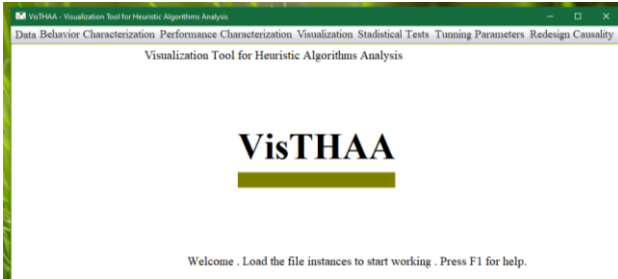 VisTHAA - Visualization Tool for Heuristic Algorithms Analysis
Data Behavior Characterization Performance Characterization Visualization Stadistical Tests Tunning Parameters Redesign Causality
Visualization Tool for Heuristic Algorithms Analysis
VisTHAA
Welcome . Load the file instances to start working . Press F1 for help.